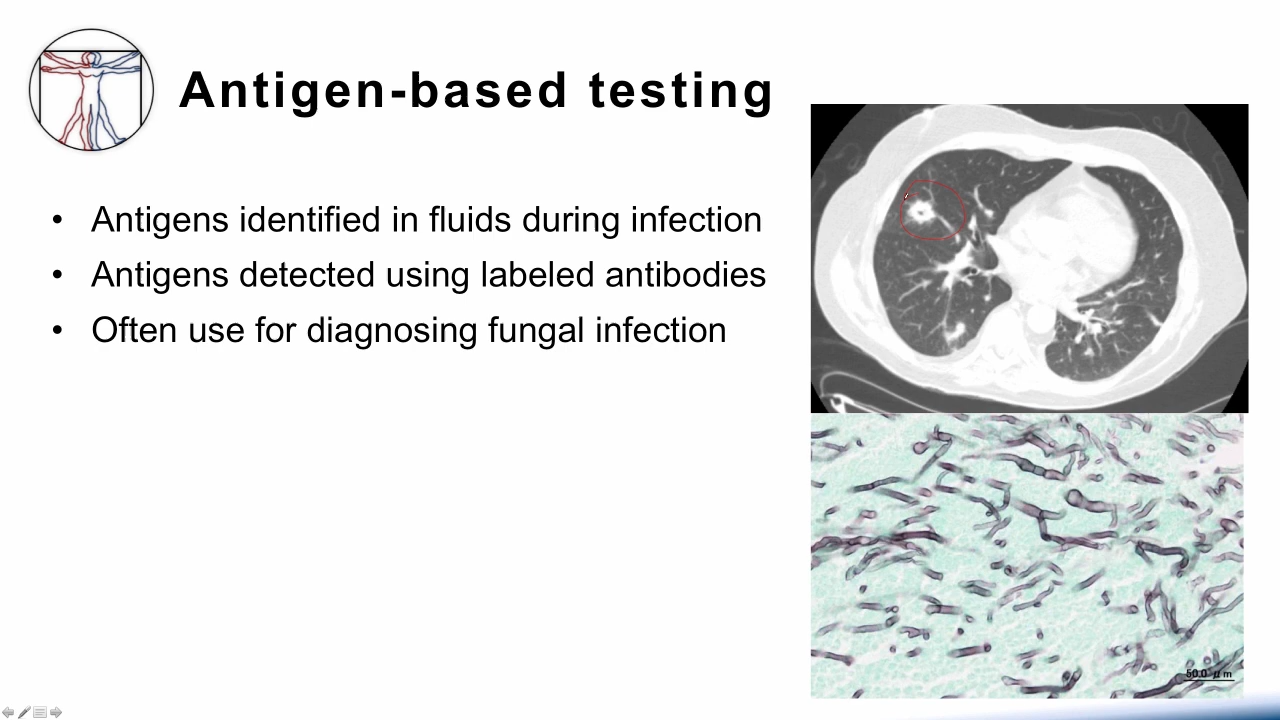 Antigen-based testing
• Antigens identified in fluids during infection
• Antigens detected using labeled antibodies
• Often use for diagnosing fungal infection
50.0 μm